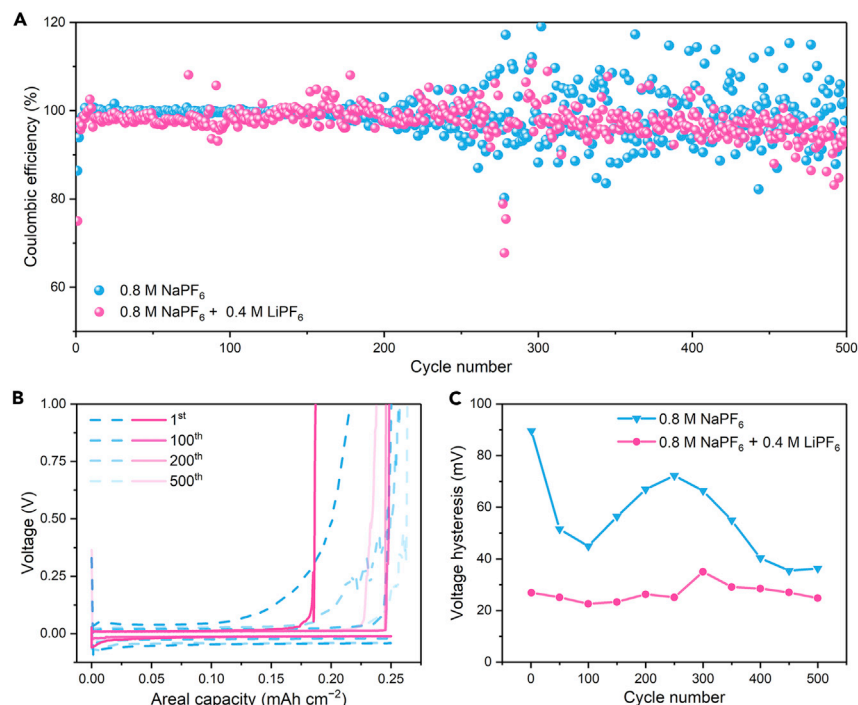 A
120
100
80
60
Coulombic efficiency (%)
0.8 M NaPF₆
0.8 M NaPF₆ + 0.4 M LiPF₆
0
100
200
300
400
500
Cycle number
B
1.00
0.75
0.50
0.25
0.00
Voltage (V)
1ˢᵗ
100ᵗʰ
200ᵗʰ
500ᵗʰ
0.00
0.05
0.10
0.15
0.20
0.25
Areal capacity (mAh cm⁻²)
C
100
80
60
40
20
0
Voltage hysteresis (mV)
0.8 M NaPF₆
0.8 M NaPF₆ + 0.4 M LiPF₆
0
100
200
300
400
500
Cycle number